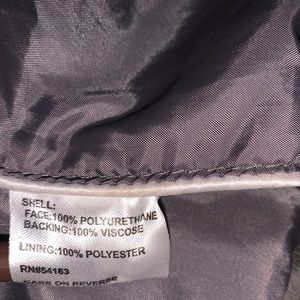 SHELL:
FACE:100% POLYURETHANE
BACKING:100% VISCOSE
LINING:100% POLYESTER
RN#54163
CARE ON REVERSE